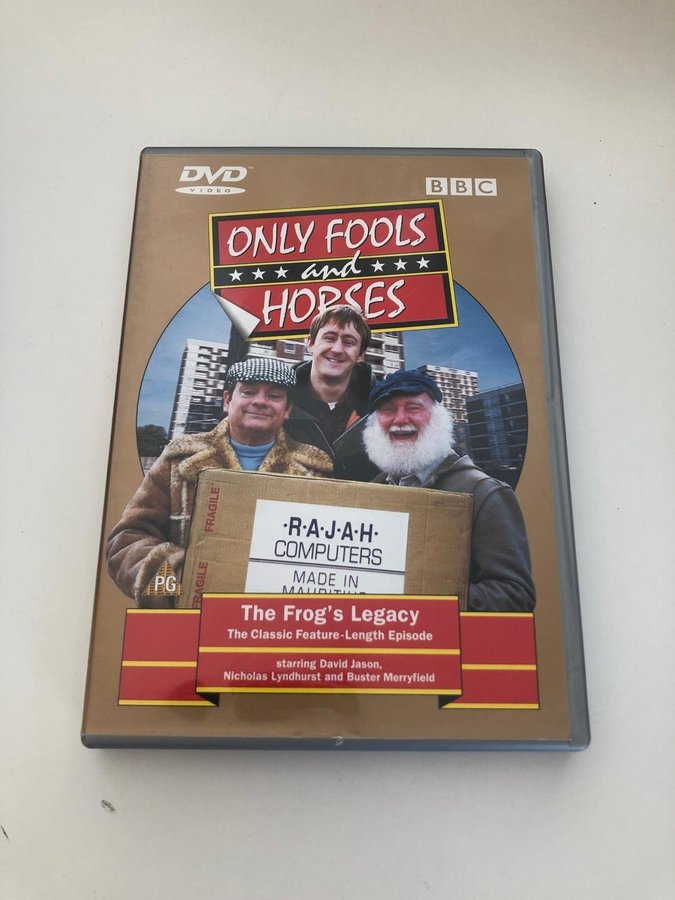 DVD
VIDEO
BBC
ONLY FOOLS
and
HORSES
FRAGILE
FRAGILE
·R·A·J·A·H·
COMPUTERS
MADE IN
MAURITIUS
PG
The Frog's Legacy
The Classic Feature-Length Episode
starring David Jason,
Nicholas Lyndhurst and Buster Merryfield